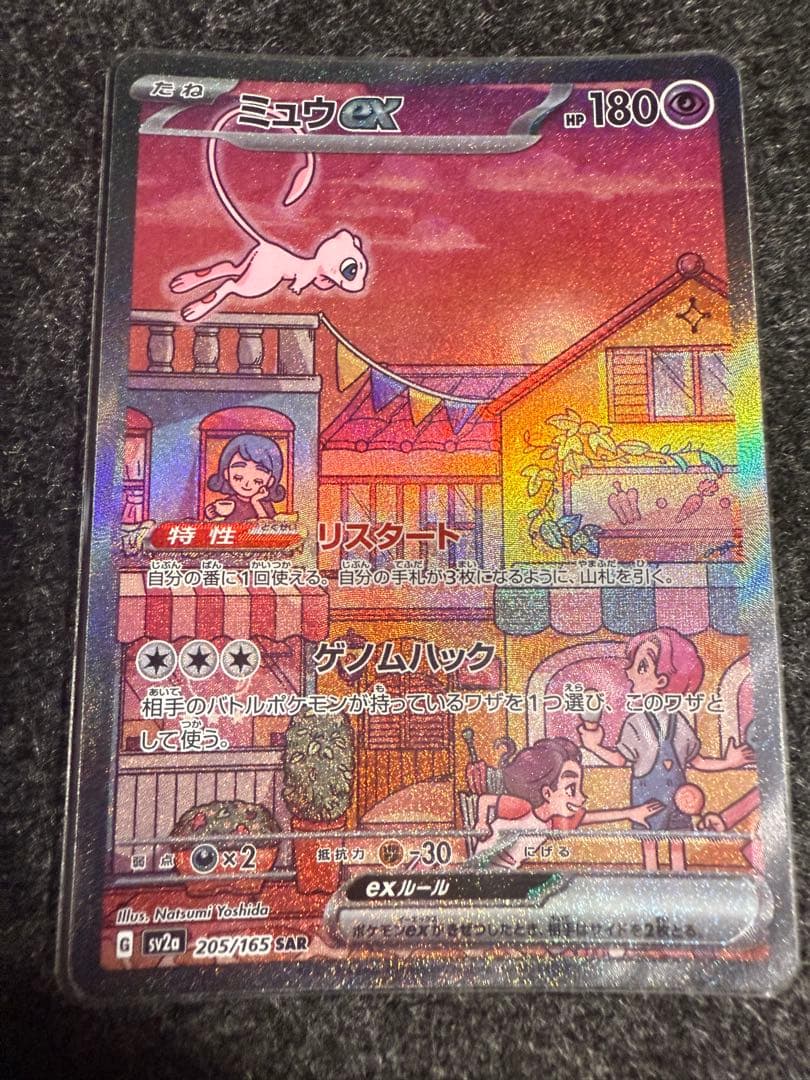 たね ミュウex HP 180
特性 とくせい リスタート
自分の番に1回使える。自分の手札が3枚になるように、山札を引く。
ゲノムハック
相手のバトルポケモンが持っているワザを1つ選び、このワザと
して使う。
弱点 ×2 抵抗力 -30 にげる
exルール
ポケモンexがきぜつしたとき、相手はサイドを2枚とる。
Illus. Natsumi Yoshida
G sv2a 205/165 SAR